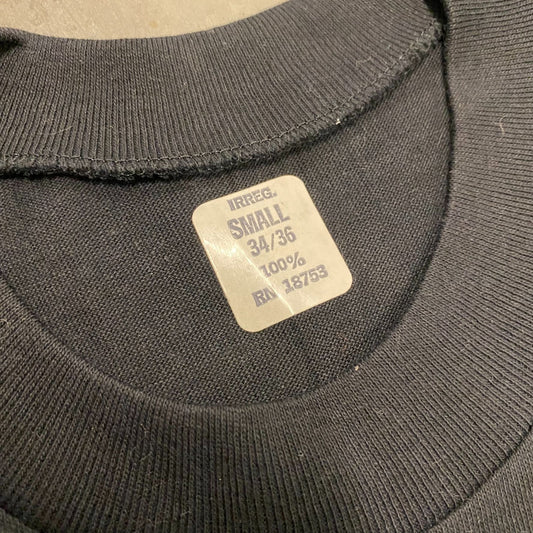 IRREG.
SMALL
34/36
100%
RN 18753